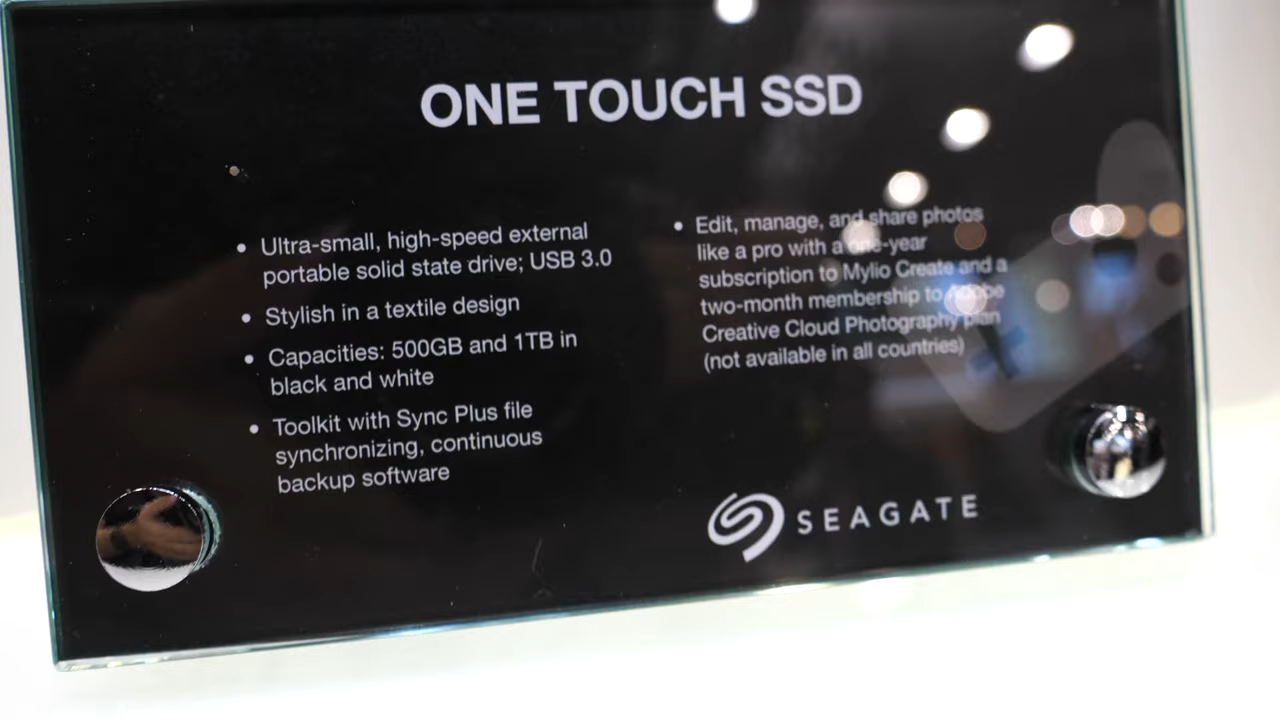 ONE TOUCH SSD
• Ultra-small, high-speed external
portable solid state drive; USB 3.0
• Stylish in a textile design
• Capacities: 500GB and 1TB in
black and white
• Toolkit with Sync Plus file
synchronizing, continuous
backup software
• Edit, manage, and share photos
like a pro with a one-year
subscription to Mylio Create and a
two-month membership to Adobe
Creative Cloud Photography plan
(not available in all countries)
SEAGATE